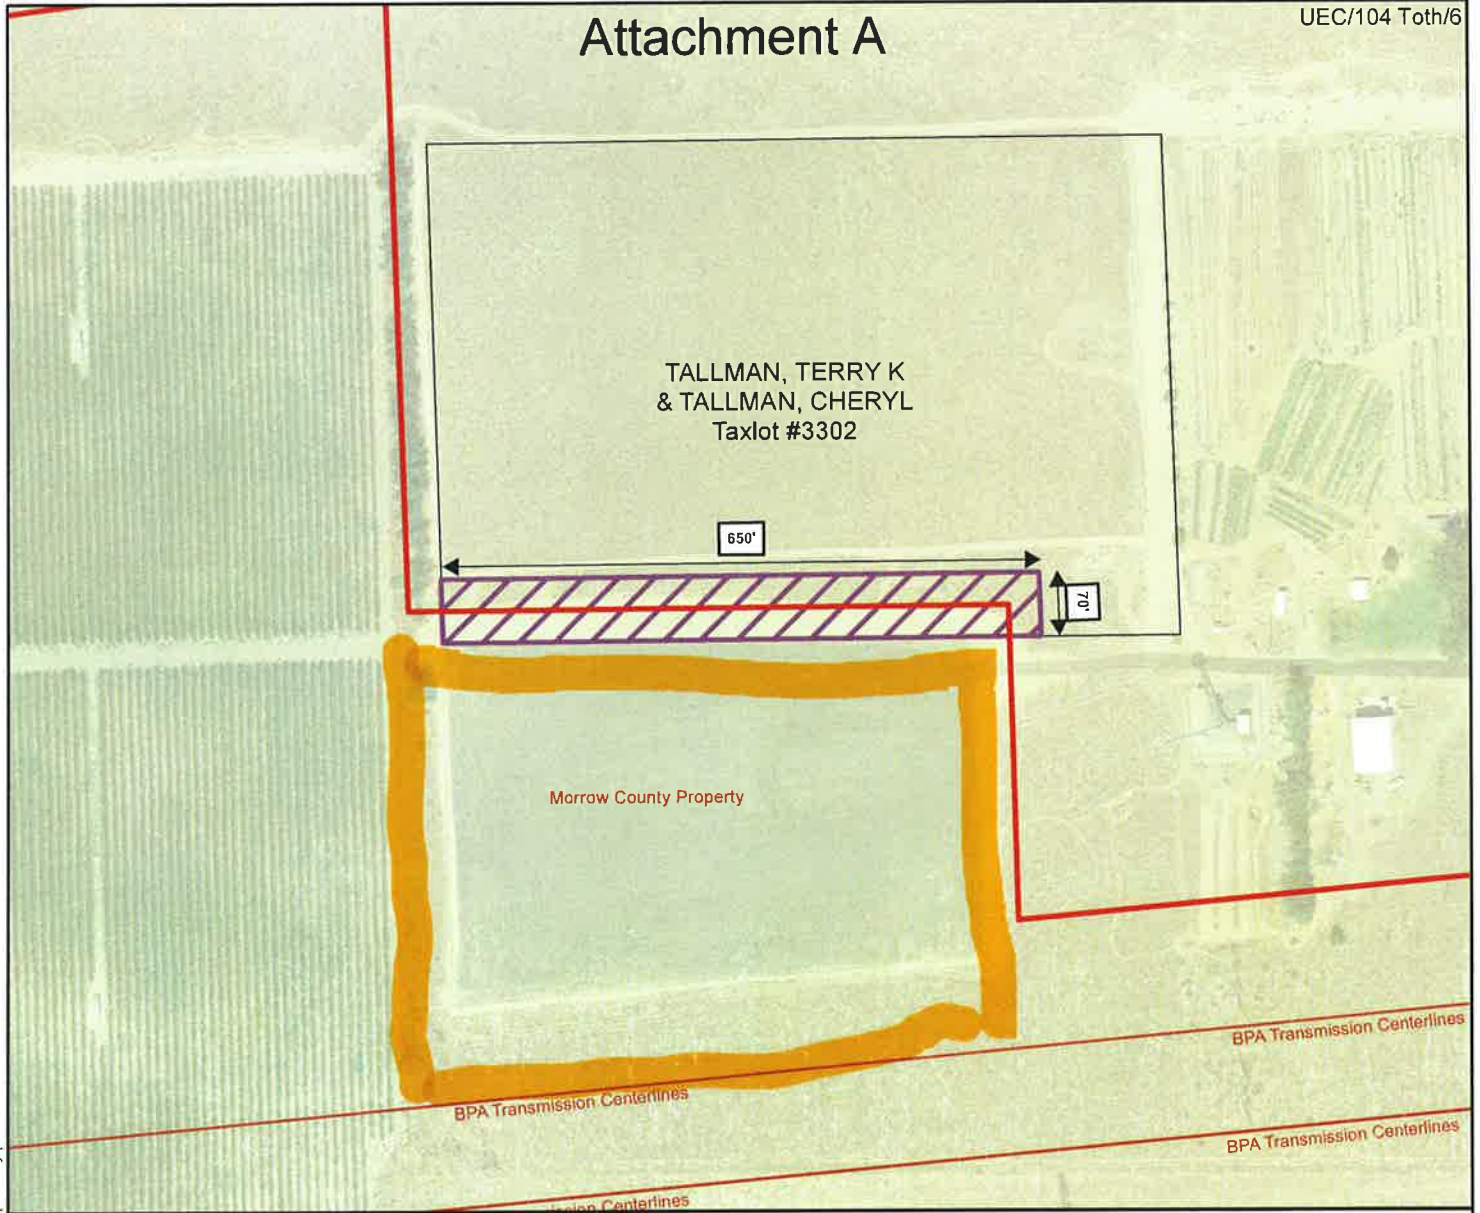 UEC/104 Toth/6
Attachment A
TALLMAN, TERRY K
& TALLMAN, CHERYL
Taxlot #3302
650'
70'
Morrow County Property
BPA Transmission Centerlines
BPA Transmission Centerlines
BPA Transmission Centerlines
Centerlines